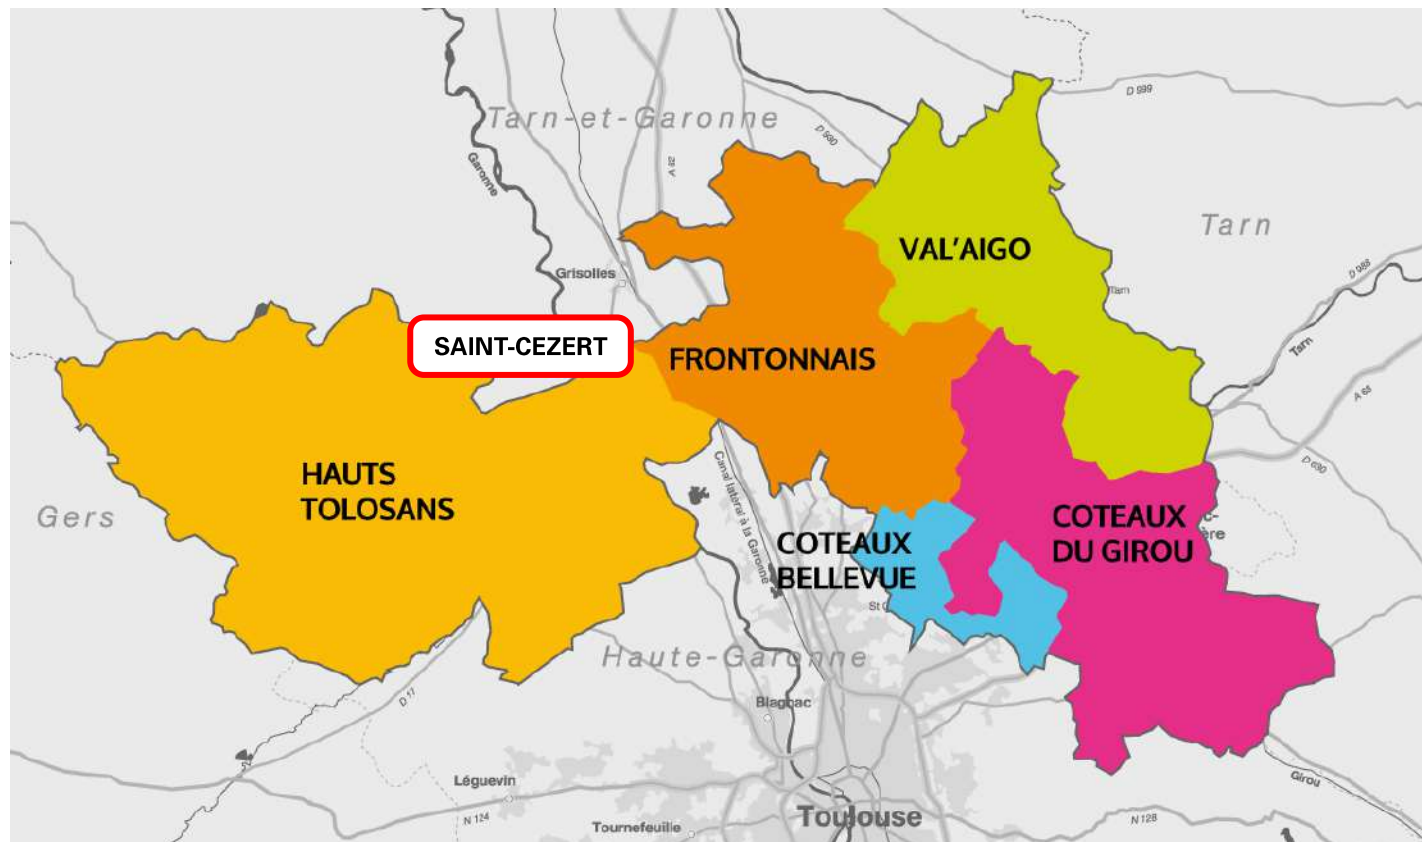 D 999
Tarn-et-Garonne
D 930
A 62
Garonne
Tarn
VAL'AIGO
Grisolles
D 988
Tarn
SAINT-CEZERT
FRONTONNAIS
Tarn
A 68
HAUTS
TOLOSANS
Canal latéral à la Garonne
D 630
Gers
COTEAUX
DU GIROU
COTEAUX
BELLEVUE
Haute-Garonne
D 17
Blagnac
Léguevin
Girou
N 124
Tournefeuille
Toulouse
N 126